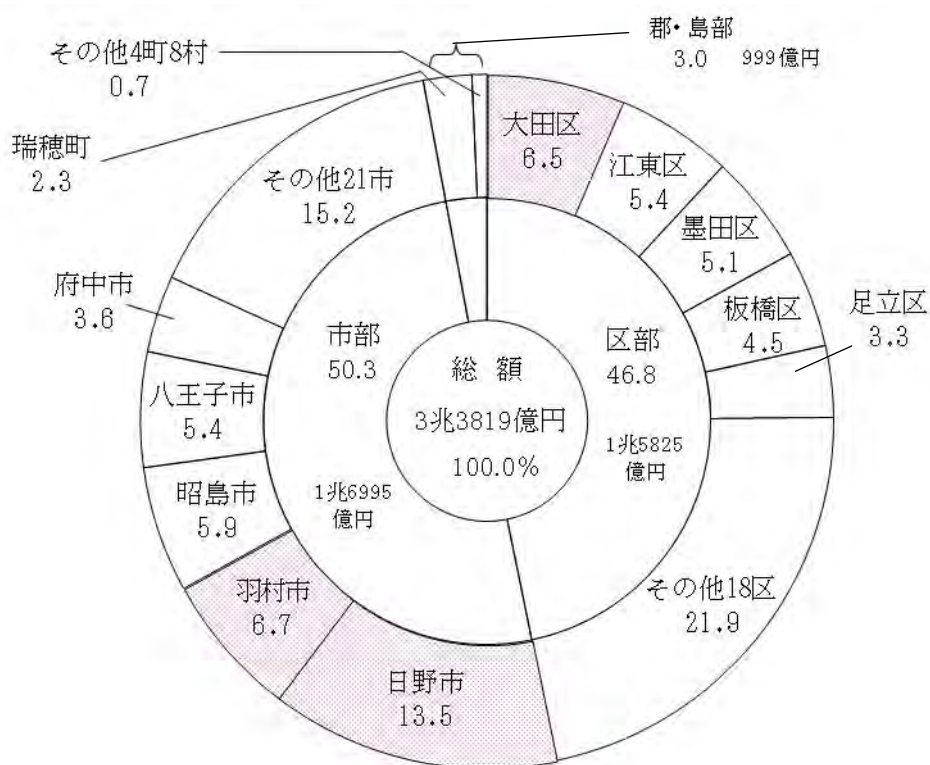 郡・島部
3.0 999億円
その他4町8村
0.7
瑞穂町
2.3
大田区
6.5
江東区
5.4
墨田区
5.1
板橋区
4.5
足立区
3.3
その他18区
21.9
日野市
13.5
羽村市
6.7
昭島市
5.9
八王子市
5.4
府中市
3.6
その他21市
15.2
市部
50.3
1兆6995
億円
区部
46.8
1兆5825
億円
総 額
3兆3819億円
100.0%